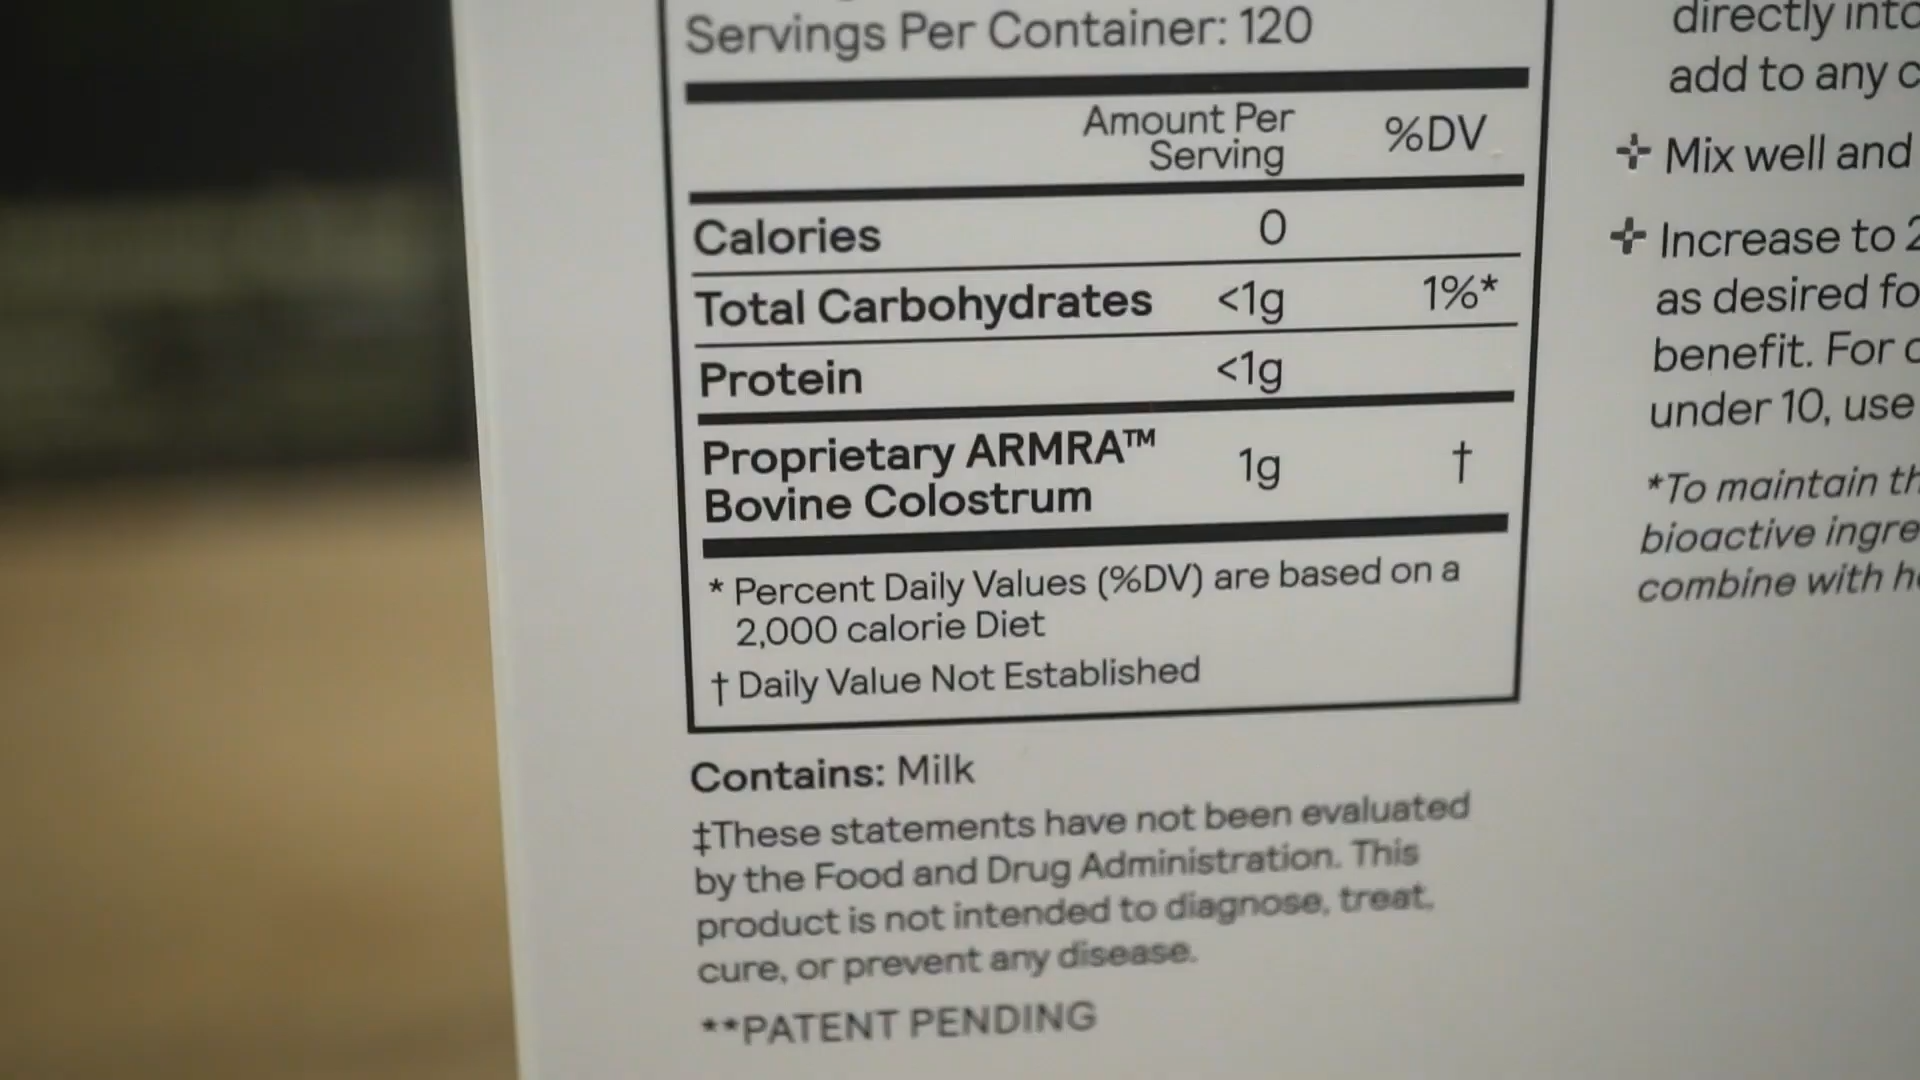 Servings Per Container: 120
Amount Per
Serving
%DV
Calories 0
Total Carbohydrates <1g 1%*
Protein <1g
Proprietary ARMRA™
Bovine Colostrum 1g †
* Percent Daily Values (%DV) are based on a
2,000 calorie Diet
† Daily Value Not Established
Contains: Milk
‡These statements have not been evaluated
by the Food and Drug Administration. This
product is not intended to diagnose, treat,
cure, or prevent any disease.
**PATENT PENDING
directly into
add to any
Mix well and
Increase to
as desired
benefit. For
under 10, use
*To maintain
bioactive
combine with